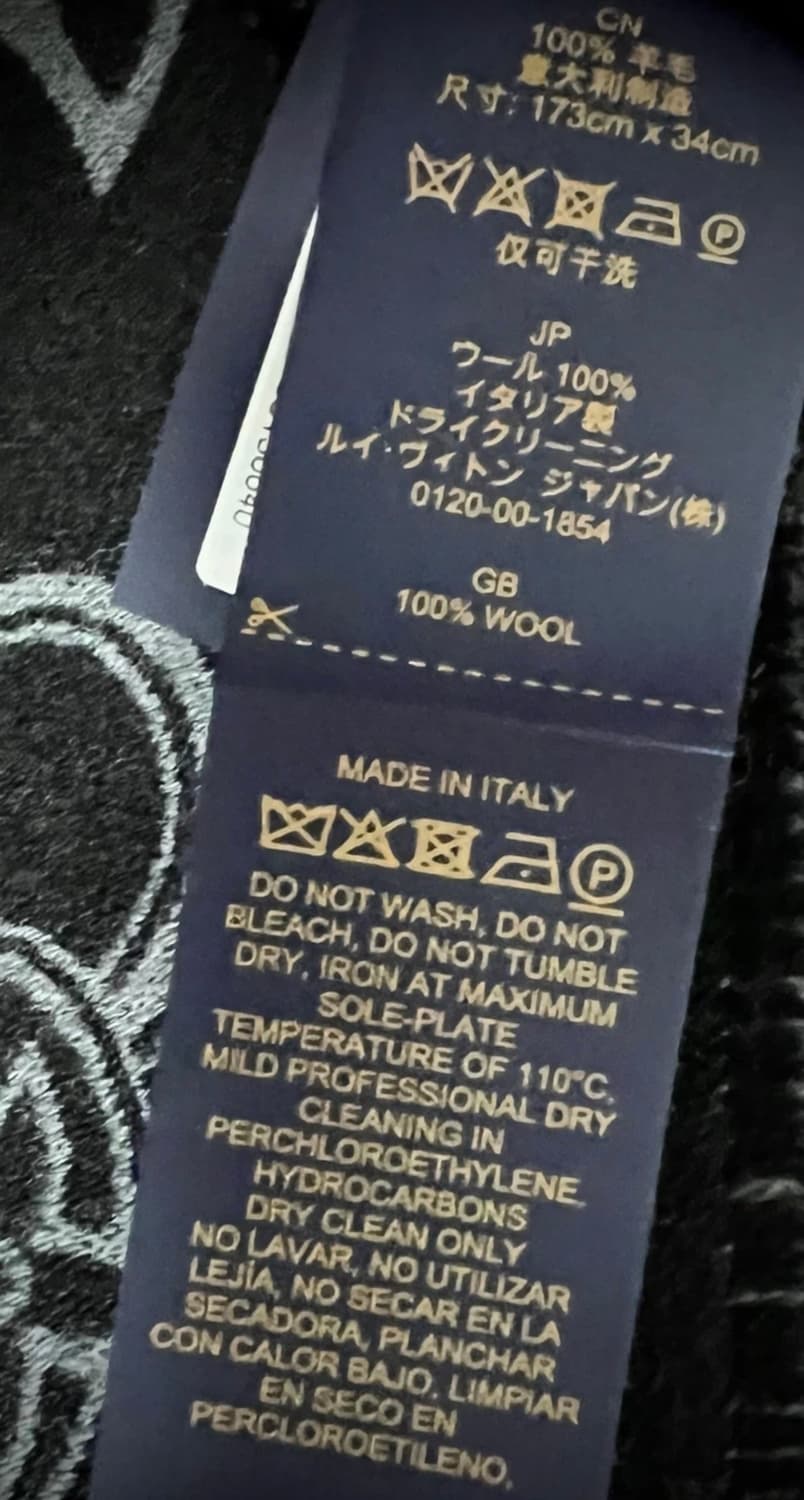 CN
100% 羊毛
意大利制造
尺寸: 173cm x 34cm
P
仅可干洗
JP
ウール 100%
イタリア製
ドライクリーニング
ルイ·ヴィトン ジャパン(株)
0120-00-1854
GB
100% WOOL
MADE IN ITALY
P
DO NOT WASH, DO NOT
BLEACH, DO NOT TUMBLE
DRY, IRON AT MAXIMUM
SOLE-PLATE
TEMPERATURE OF 110°C,
MILD PROFESSIONAL DRY
CLEANING IN
PERCHLOROETHYLENE,
HYDROCARBONS
DRY CLEAN ONLY
NO LAVAR, NO UTILIZAR
LEJÍA, NO SECAR EN LA
SECADORA, PLANCHAR
CON CALOR BAJO, LIMPIAR
EN SECO EN
PERCLOROETILENO,